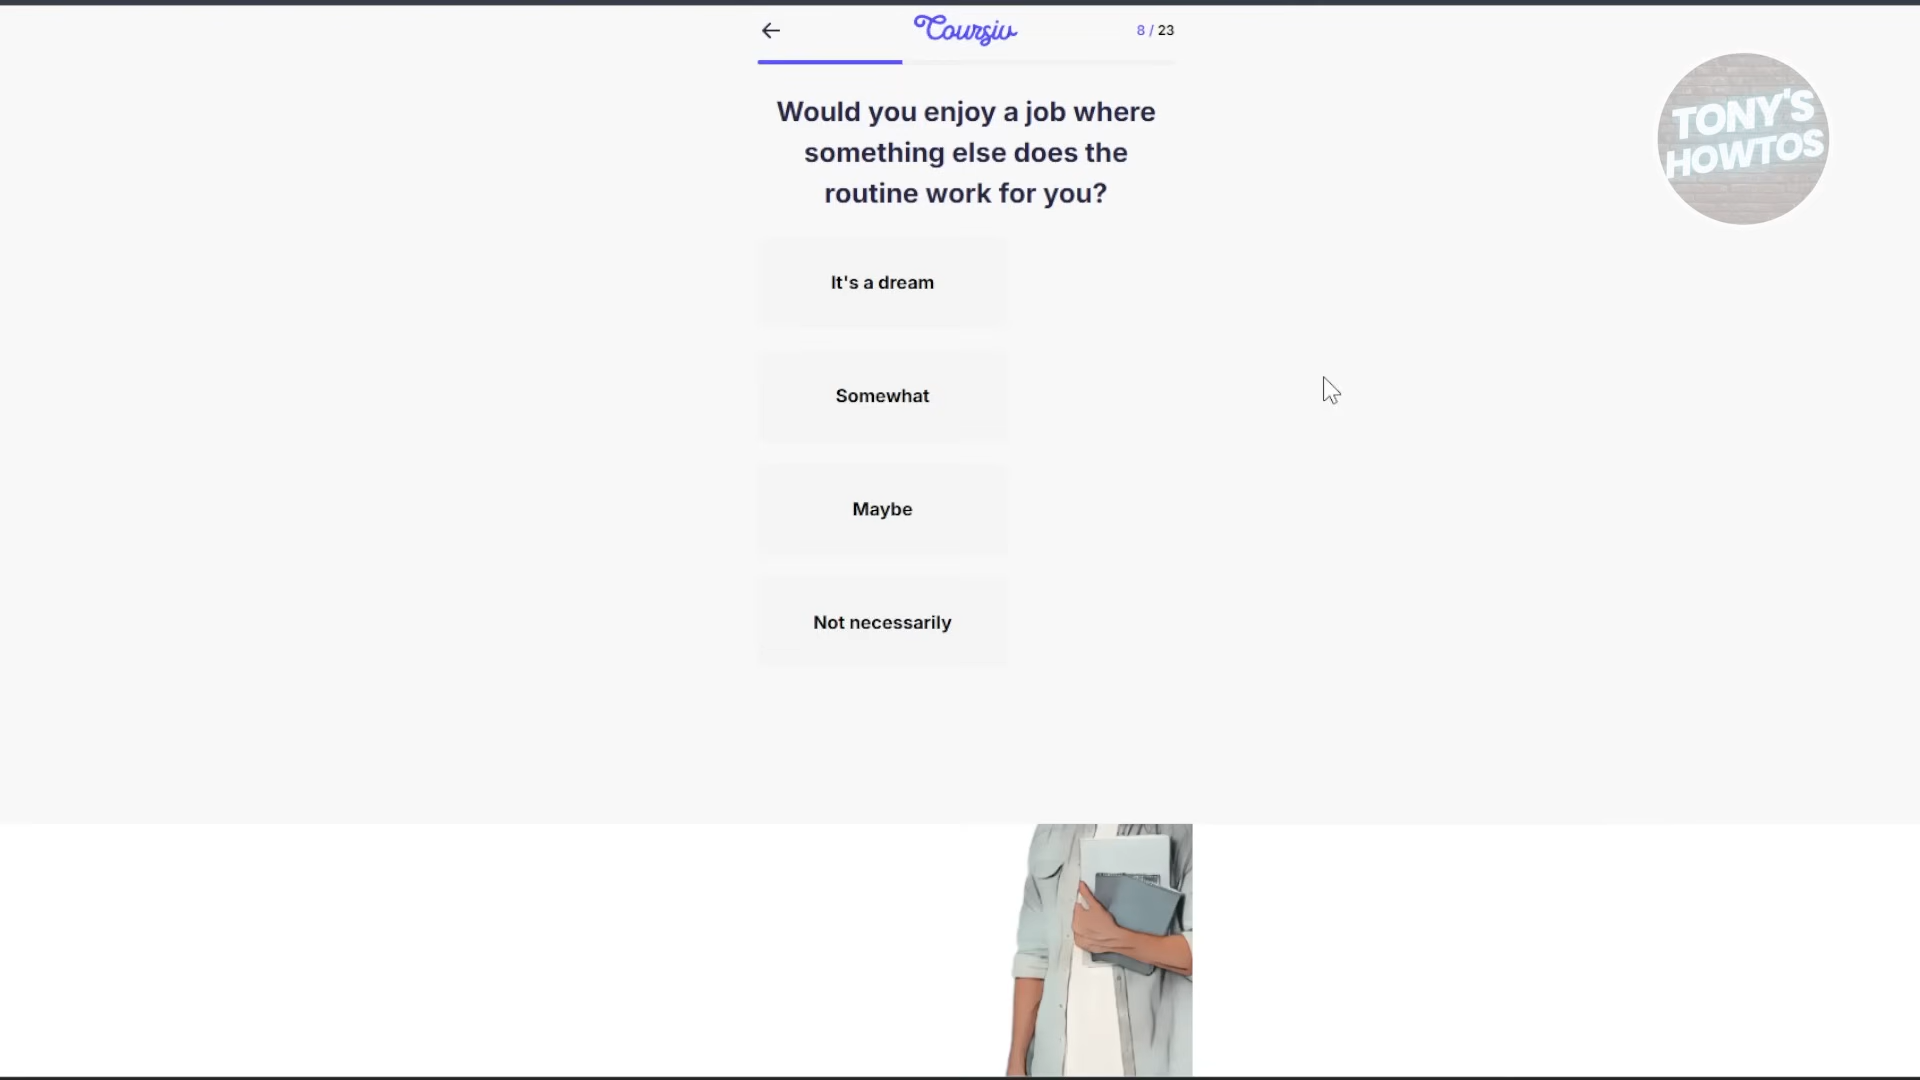 Coursiv
8 / 23
TONY'S
HOWTOS
Would you enjoy a job where
something else does the
routine work for you?
It's a dream
Somewhat
Maybe
Not necessarily